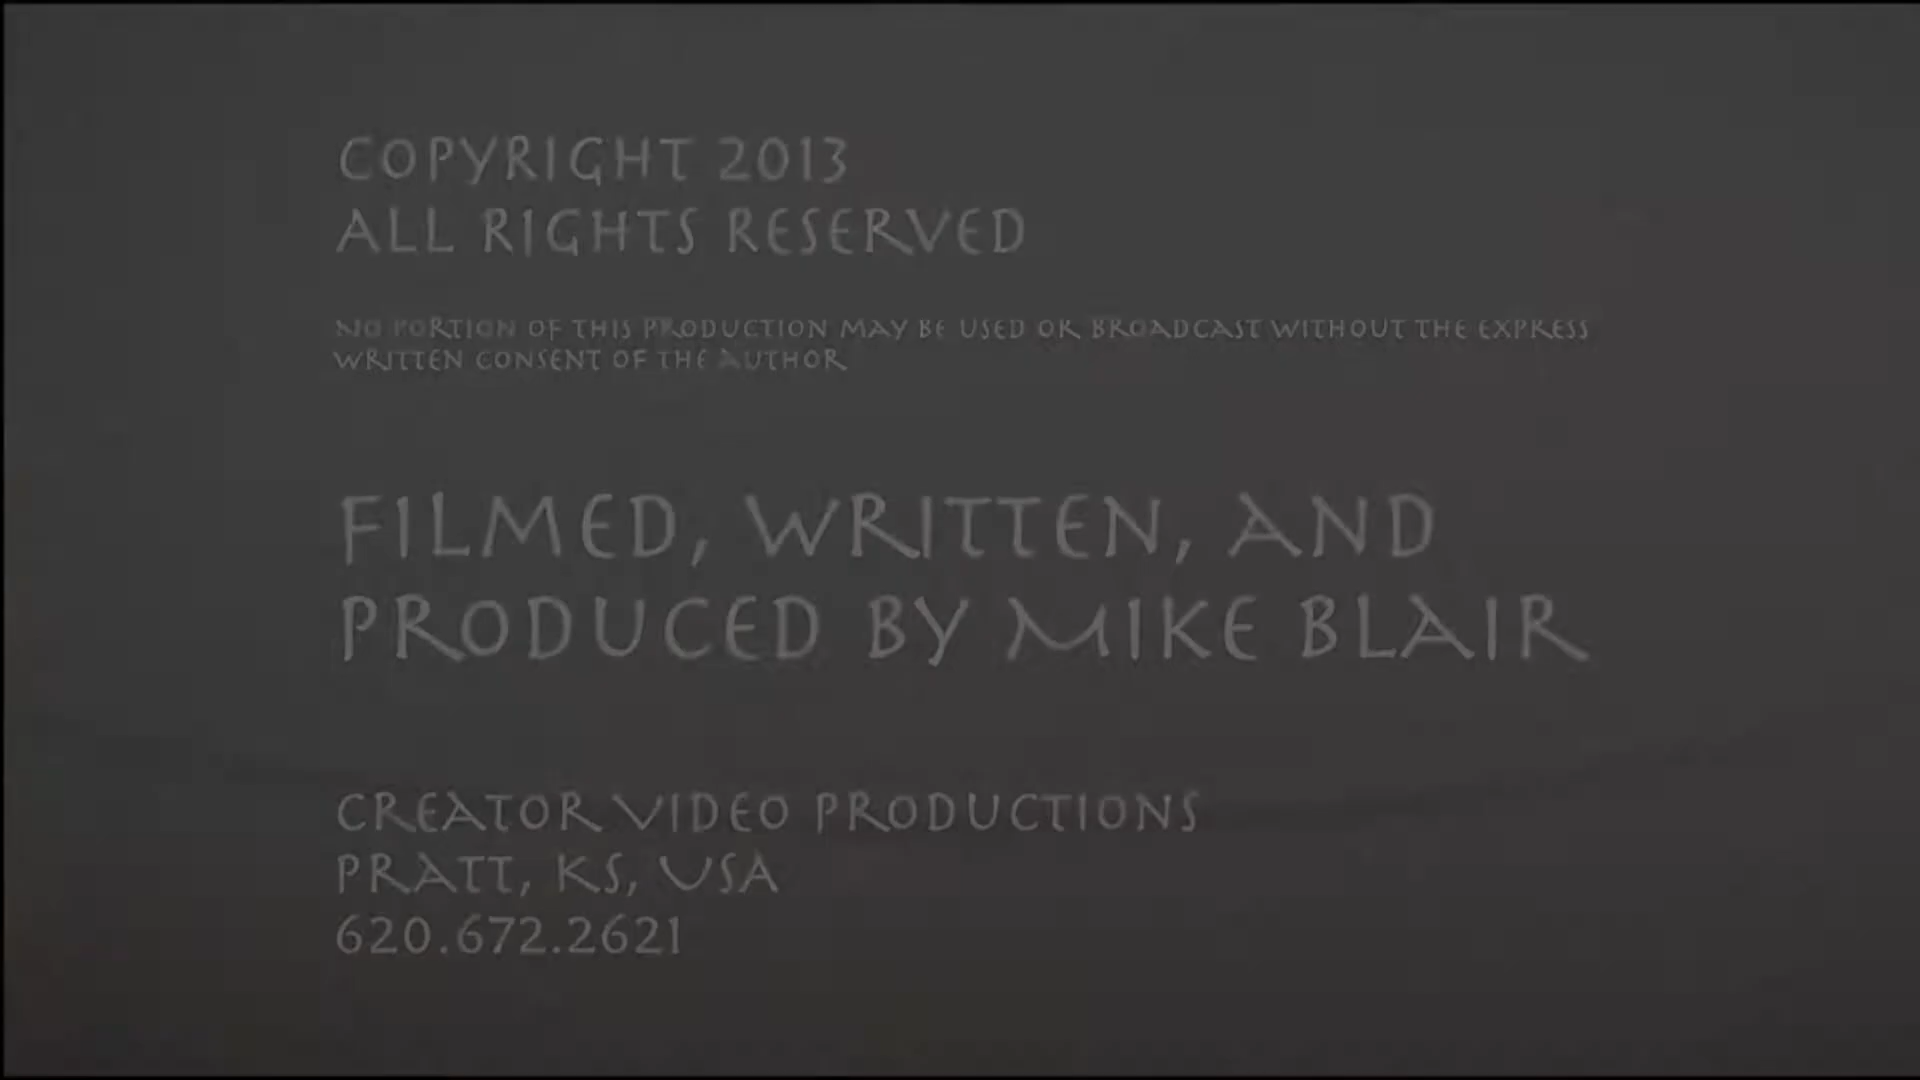 COPYRIGHT 2013
ALL RIGHTS RESERVED
NO PORTION OF THIS PRODUCTION MAY BE USED OR BROADCAST WITHOUT THE EXPRESS
WRITTEN CONSENT OF THE AUTHOR
FILMED, WRITTEN, AND
PRODUCED BY MIKE BLAIR
CREATOR VIDEO PRODUCTIONS
PRATT, KS, USA
620.672.2621